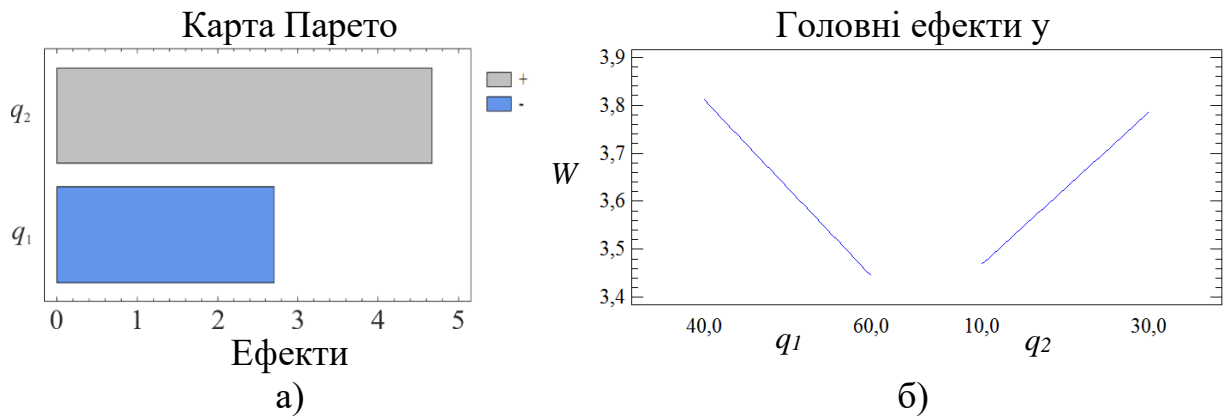 Карта Парето
q2
q1
+
-
0 1 2 3 4 5
Ефекти
а)
Головні ефекти y
3,9
3,8
3,7
3,6
3,5
3,4
W
40,0 60,0 10,0 30,0
q1 q2
б)